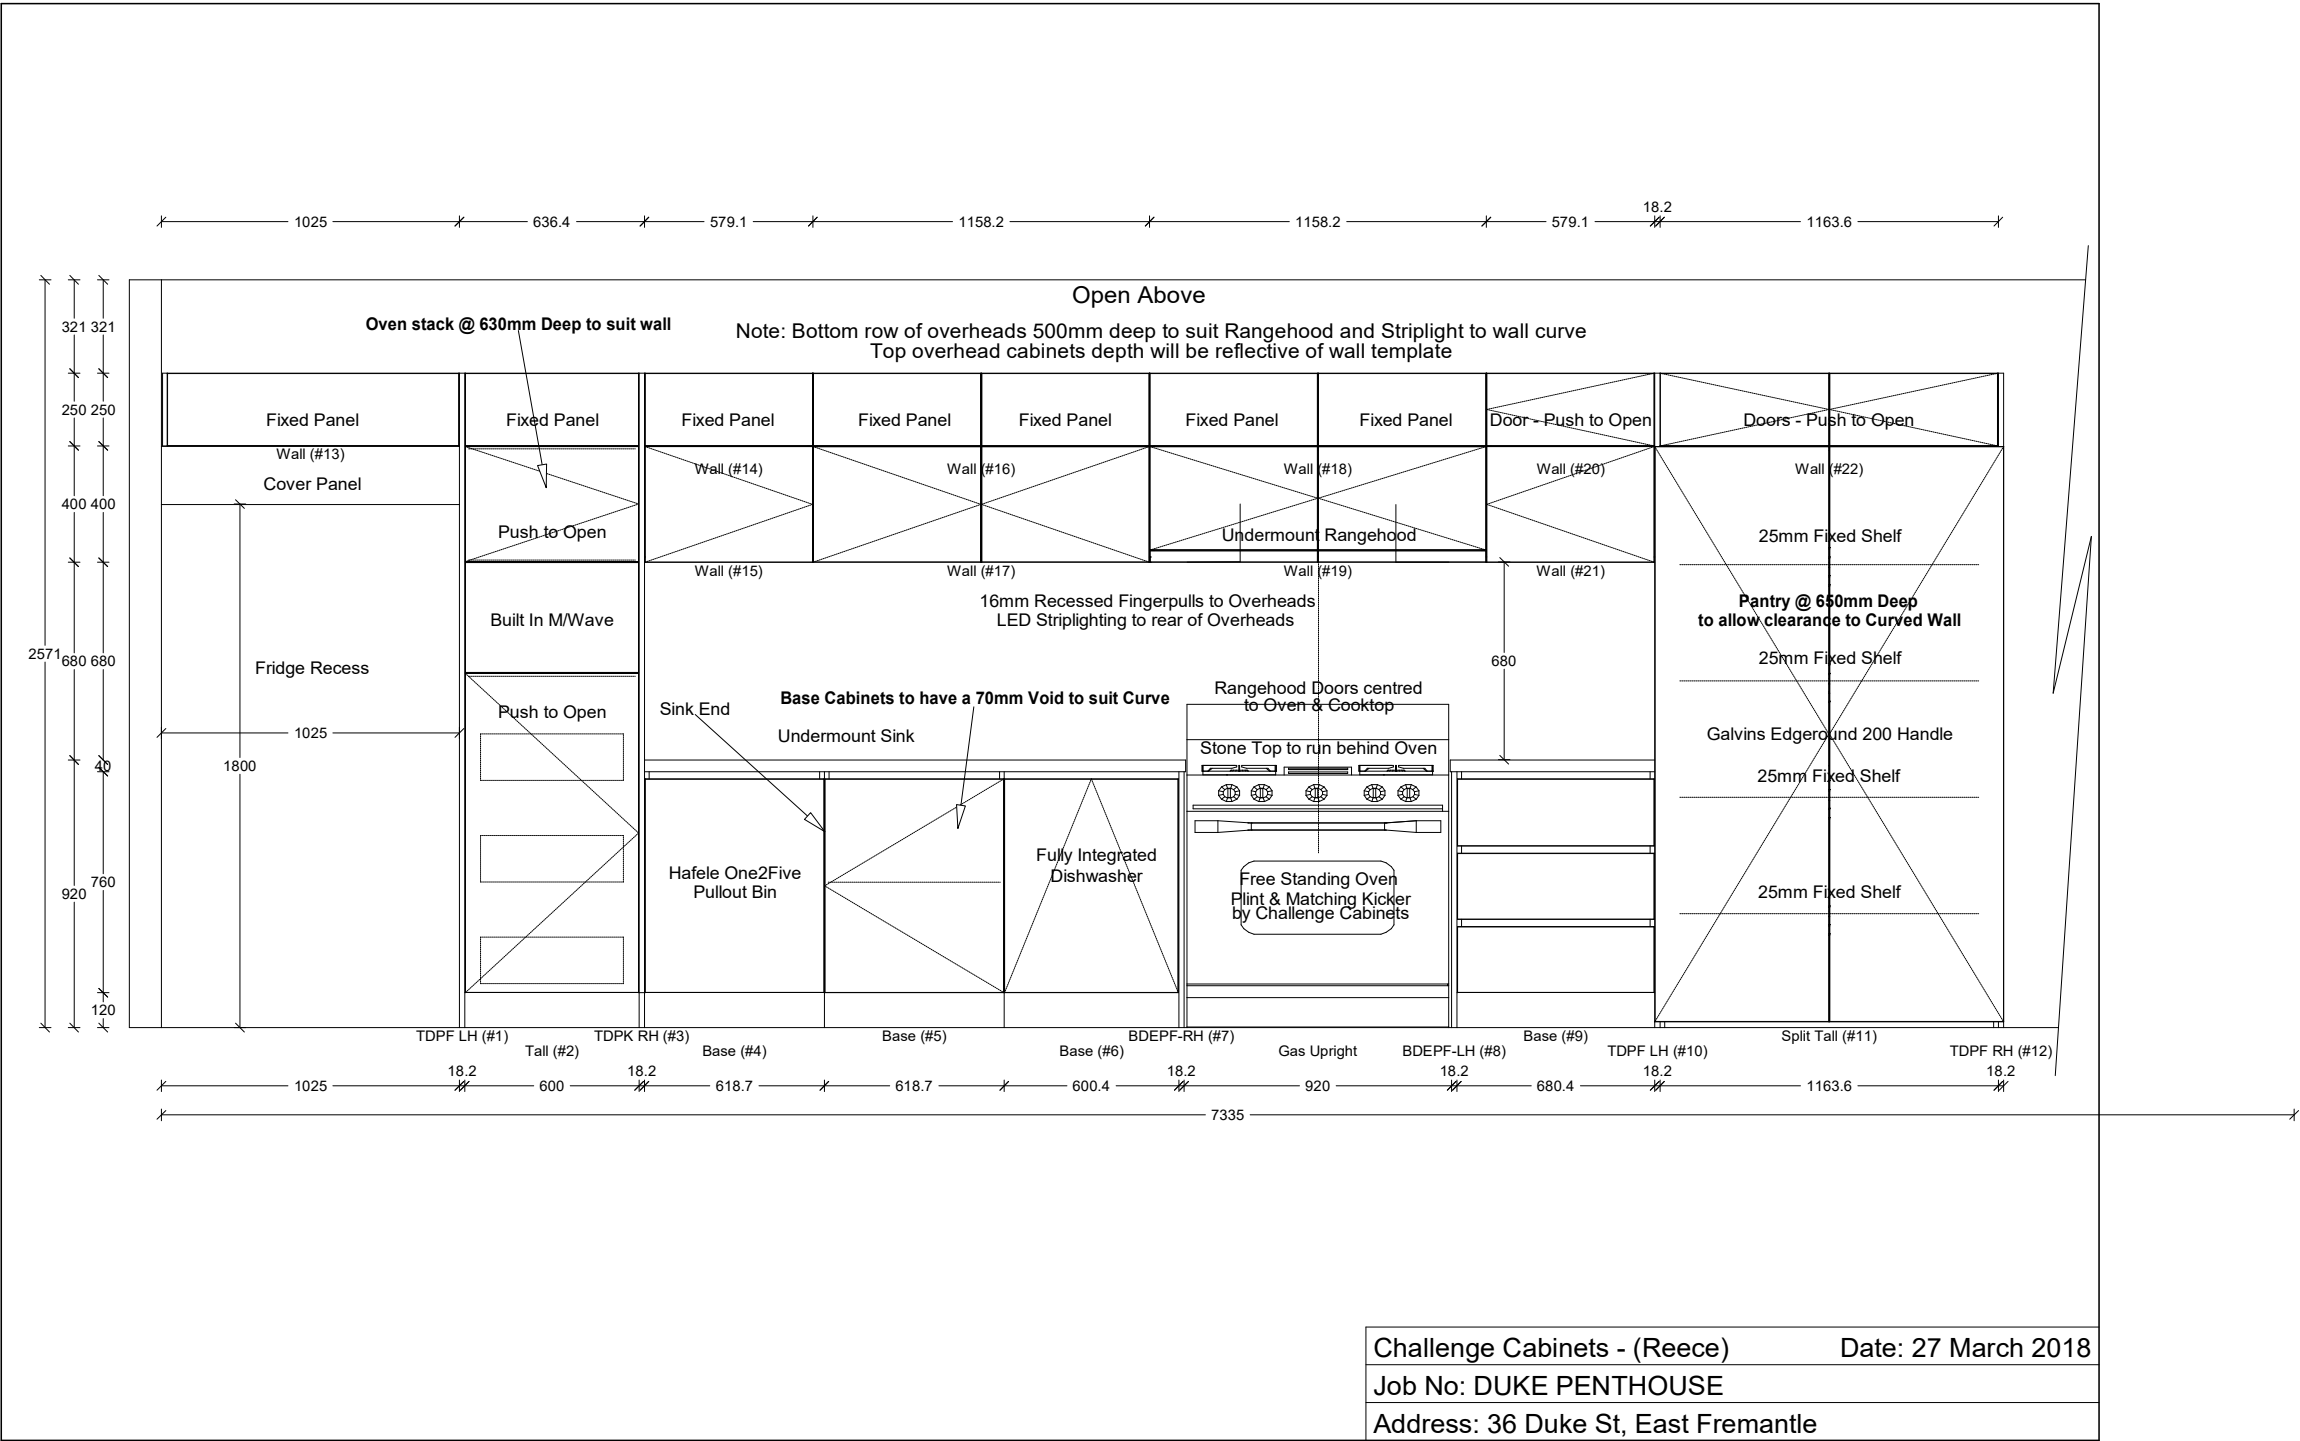 18.2
1025 636.4 579.1 1158.2 1158.2 579.1 1163.6
Open Above
Oven stack @ 630mm Deep to suit wall
Note: Bottom row of overheads 500mm deep to suit Rangehood and Striplight to wall curve
Top overhead cabinets depth will be reflective of wall template
321 321
250 250
400 400
2571
680 680
40
760
920
120
Fixed Panel Fixed Panel Fixed Panel Fixed Panel Fixed Panel Fixed Panel Fixed Panel Door - Push to Open Doors - Push to Open
Wall (#13)
Wall (#14) Wall (#16) Wall (#18) Wall (#20) Wall (#22)
Cover Panel
Push to Open
Undermount Rangehood
25mm Fixed Shelf
Wall (#15) Wall (#17) Wall (#19) Wall (#21)
16mm Recessed Fingerpulls to Overheads
LED Striplighting to rear of Overheads
Built In M/Wave
Pantry @ 650mm Deep
to allow clearance to Curved Wall
25mm Fixed Shelf
680
Fridge Recess
Rangehood Doors centred
to Oven & Cooktop
Base Cabinets to have a 70mm Void to suit Curve
Sink End
Push to Open
Undermount Sink
1025
Galvins Edgeround 200 Handle
Stone Top to run behind Oven
1800
25mm Fixed Shelf
Fully Integrated
Dishwasher
Hafele One2Five
Pullout Bin
Free Standing Oven
Plint & Matching Kicker
by Challenge Cabinets
25mm Fixed Shelf
TDPF LH (#1) TDPK RH (#3) Base (#5) BDEPF-RH (#7) Base (#9) Split Tall (#11)
Tall (#2) Base (#4) Base (#6) Gas Upright BDEPF-LH (#8) TDPF LH (#10) TDPF RH (#12)
18.2 18.2 18.2 18.2 18.2 18.2
1025 600 618.7 618.7 600.4 920 680.4 1163.6
7335
Challenge Cabinets - (Reece) Date: 27 March 2018
Job No: DUKE PENTHOUSE
Address: 36 Duke St, East Fremantle